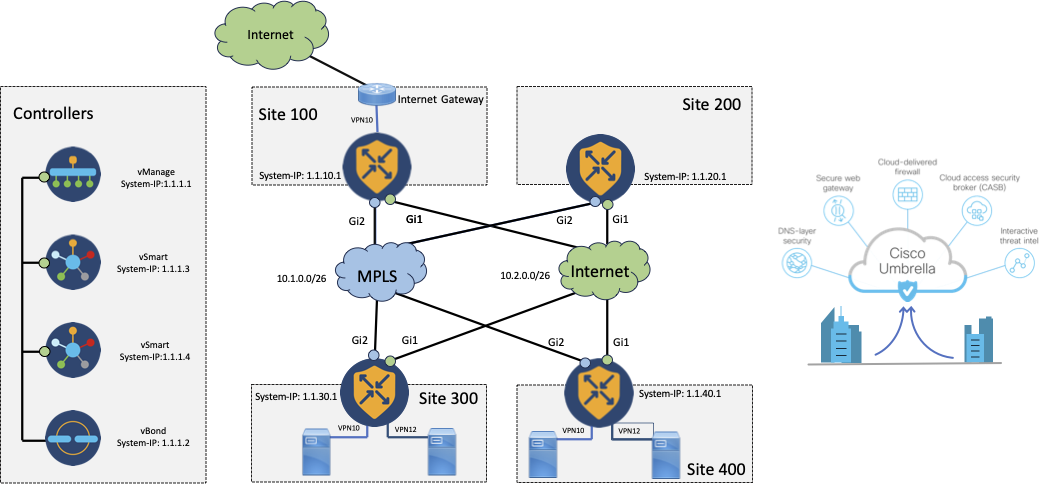 Internet
Controllers
vManage
System-IP:1.1.1.1
vSmart
System-IP: 1.1.1.3
vSmart
System-IP:1.1.1.4
vBond
System-IP: 1.1.1.2
Internet Gateway
Site 100
VPN10
System-IP: 1.1.10.1
Gi2
Gi1
Site 200
System-IP: 1.1.20.1
Gi2
Gi1
MPLS
10.1.0.0/26
Internet
10.2.0.0/26
Gi2
Gi1
System-IP: 1.1.30.1
Site 300
VPN10
VPN12
Gi2
Gi1
System-IP: 1.1.40.1
VPN10
VPN12
Site 400
Cloud-delivered
firewall
Secure web
gateway
Cloud access security
broker (CASB)
DNS-layer
security
Interactive
threat intel
Cisco
Umbrella